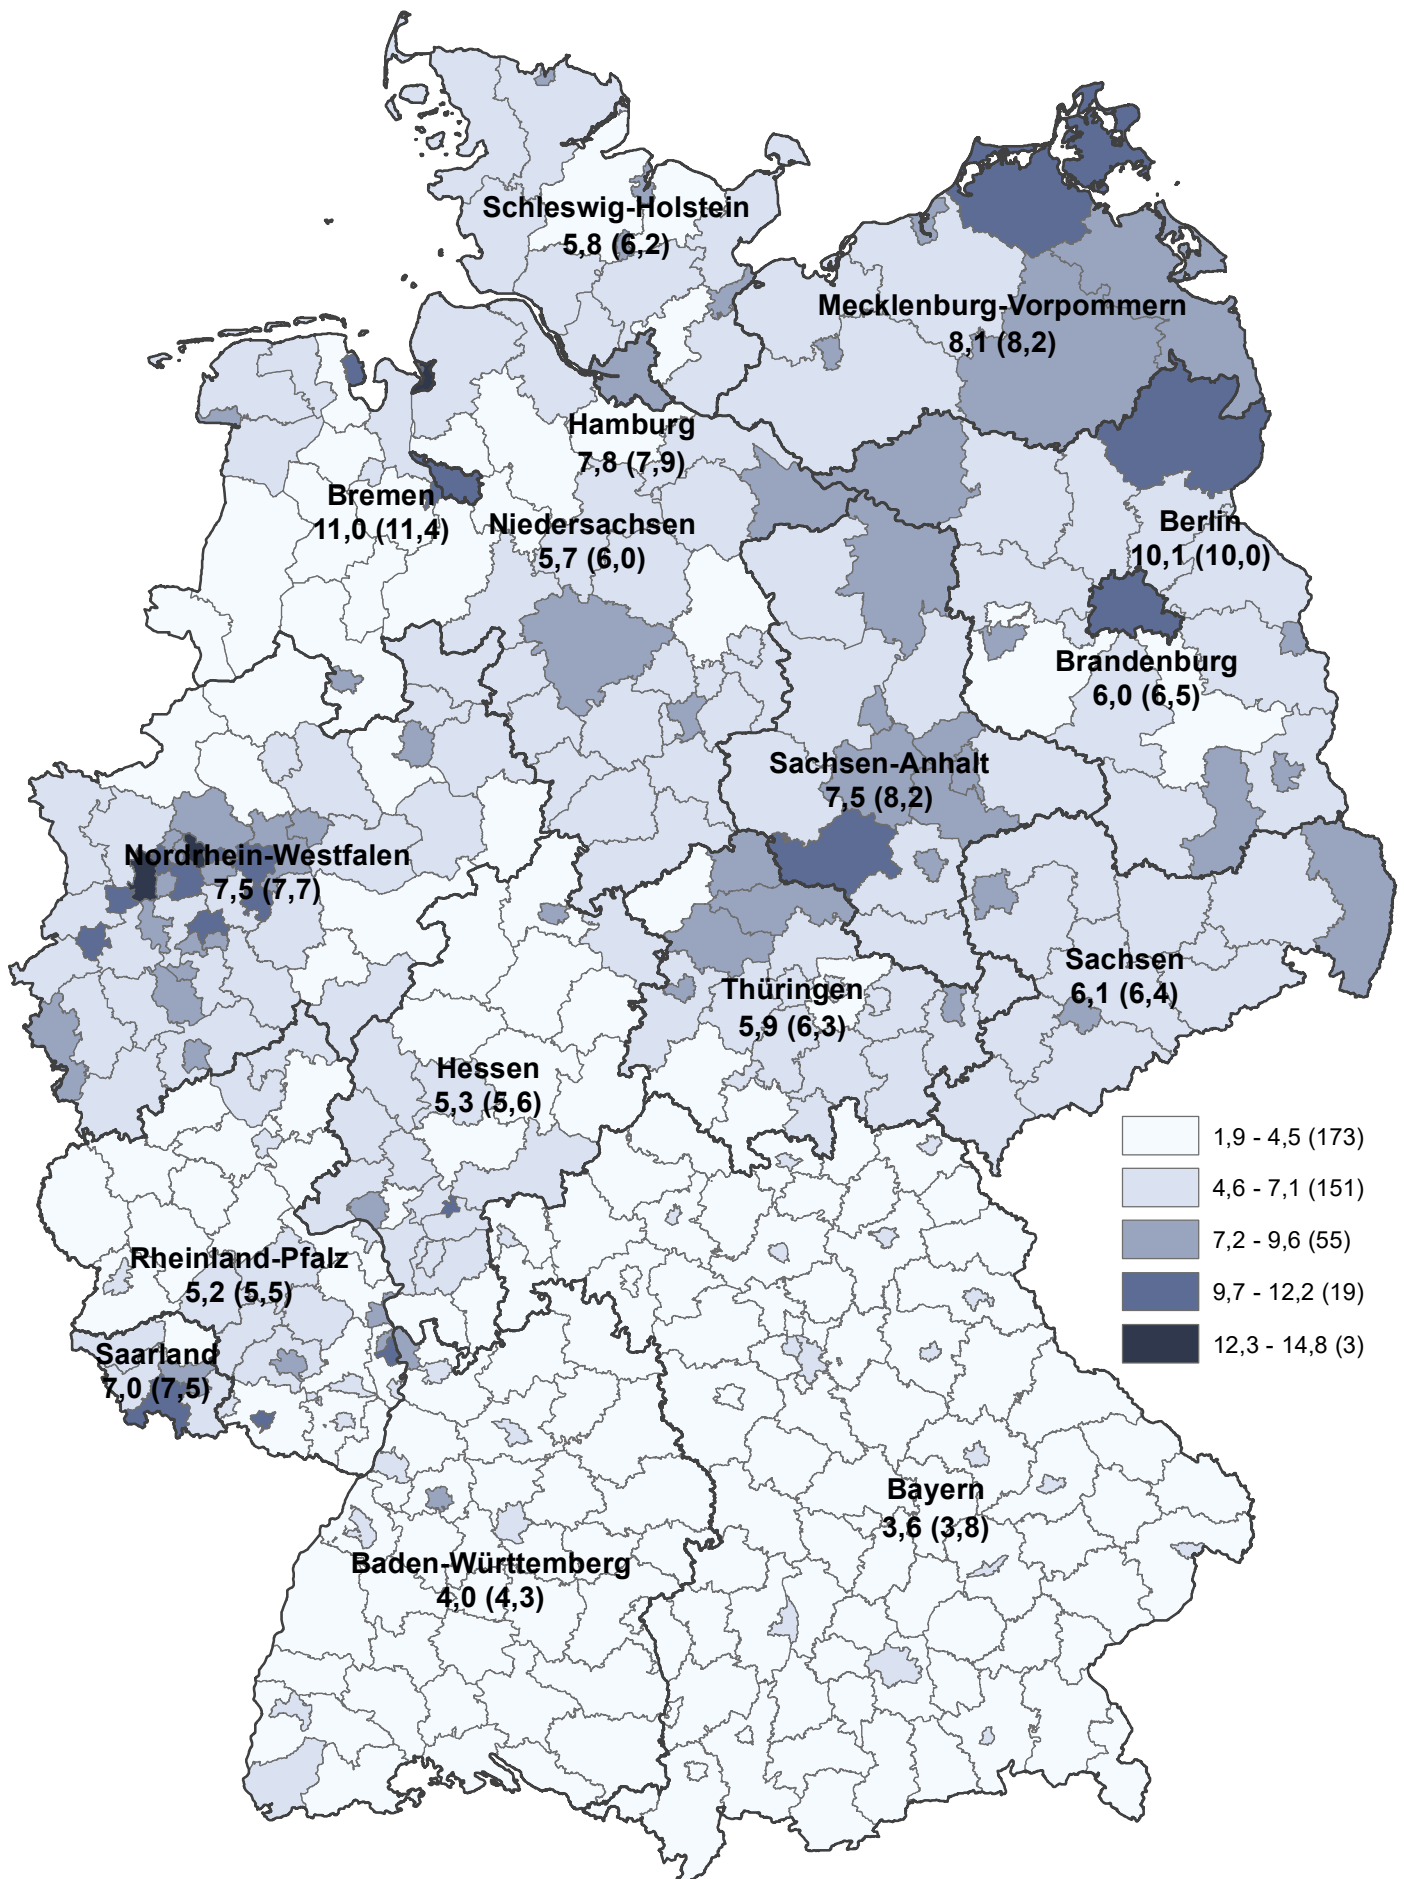 Schleswig-Holstein
5,8 (6,2)
Mecklenburg-Vorpommern
8,1 (8,2)
Hamburg
7,8 (7,9)
Bremen
11,0 (11,4)
Niedersachsen
5,7 (6,0)
Berlin
10,1 (10,0)
Brandenburg
6,0 (6,5)
Sachsen-Anhalt
7,5 (8,2)
Nordrhein-Westfalen
7,5 (7,7)
Sachsen
6,1 (6,4)
Thüringen
5,9 (6,3)
Hessen
5,3 (5,6)
1,9 - 4,5 (173)
4,6 - 7,1 (151)
7,2 - 9,6 (55)
9,7 - 12,2 (19)
12,3 - 14,8 (3)
Rheinland-Pfalz
5,2 (5,5)
Saarland
7,0 (7,5)
Bayern
3,6 (3,8)
Baden-Württemberg
4,0 (4,3)